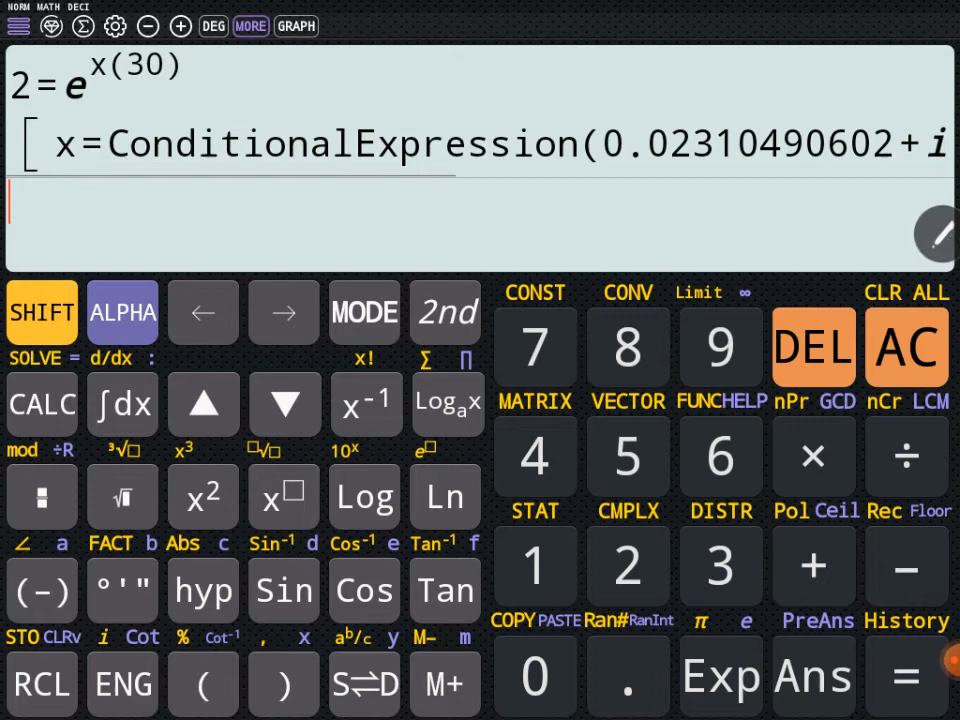 NORM MATH DECI
DEG MORE GRAPH
2=e^x(30)
x=ConditionalExpression(0.02310490602+i
SHIFT ALPHA ← → MODE 2nd
SOLVE = d/dx : x! ∑ ∏
CALC ∫dx ▲ ▼ x⁻¹ Logₐx
mod ÷R ³√□ x³ □√□ 10ˣ e□
√ x² x□ Log Ln
∠ a FACT b Abs c Sin⁻¹ d Cos⁻¹ e Tan⁻¹ f
(−) °'" hyp Sin Cos Tan
STO CLRv i Cot % Cot⁻¹ , x aᵇ/c y M− m
RCL ENG ( ) S⇌D M+
CONST CONV Limit ∞ CLR ALL
7 8 9 DEL AC
MATRIX VECTOR FUNC HELP nPr GCD nCr LCM
4 5 6 × ÷
STAT CMPLX DISTR Pol Ceil Rec Floor
1 2 3 + −
COPY PASTE Ran# RanInt π e PreAns History
0 . Exp Ans =